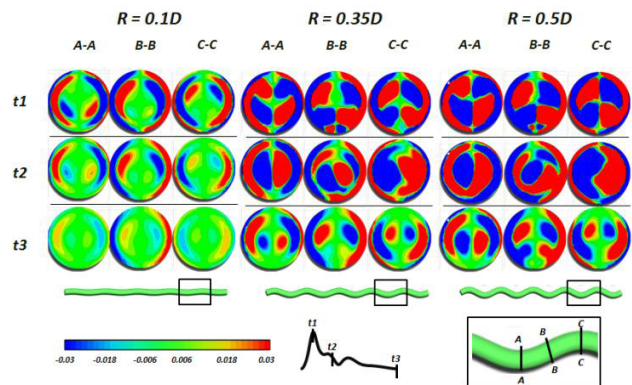 R = 0.1D R = 0.35D R = 0.5D
A-A B-B C-C A-A B-B C-C A-A B-B C-C
t1
t2
t3
t1
t2
t3
A B C
A B C
-0.03 -0.018 -0.006 0.006 0.018 0.03